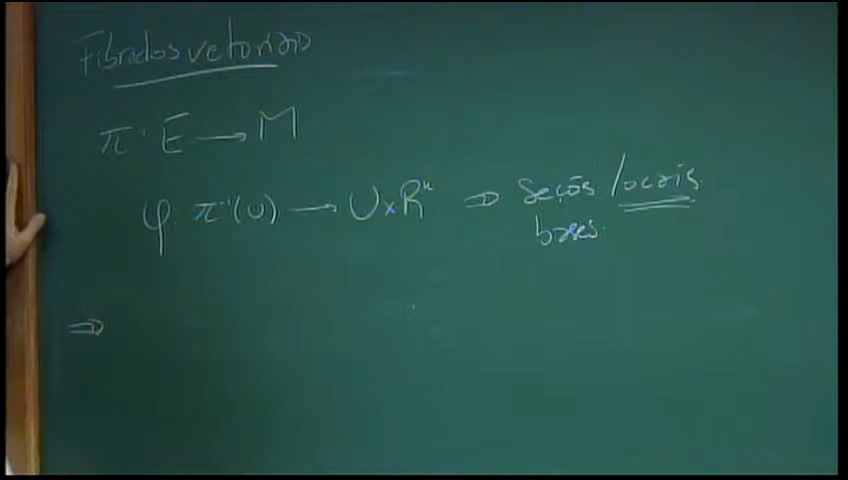 Fibrados vetoriais
π: E → M
φ: π⁻¹(U) → U×Rⁿ ⇒ seções locais
bases.
⇒